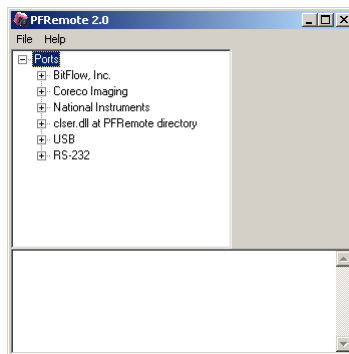 PFRemote 2.0
File Help
Ports
BitFlow, Inc.
Coreco Imaging
National Instruments
clser.dll at PFRemote directory
USB
RS-232